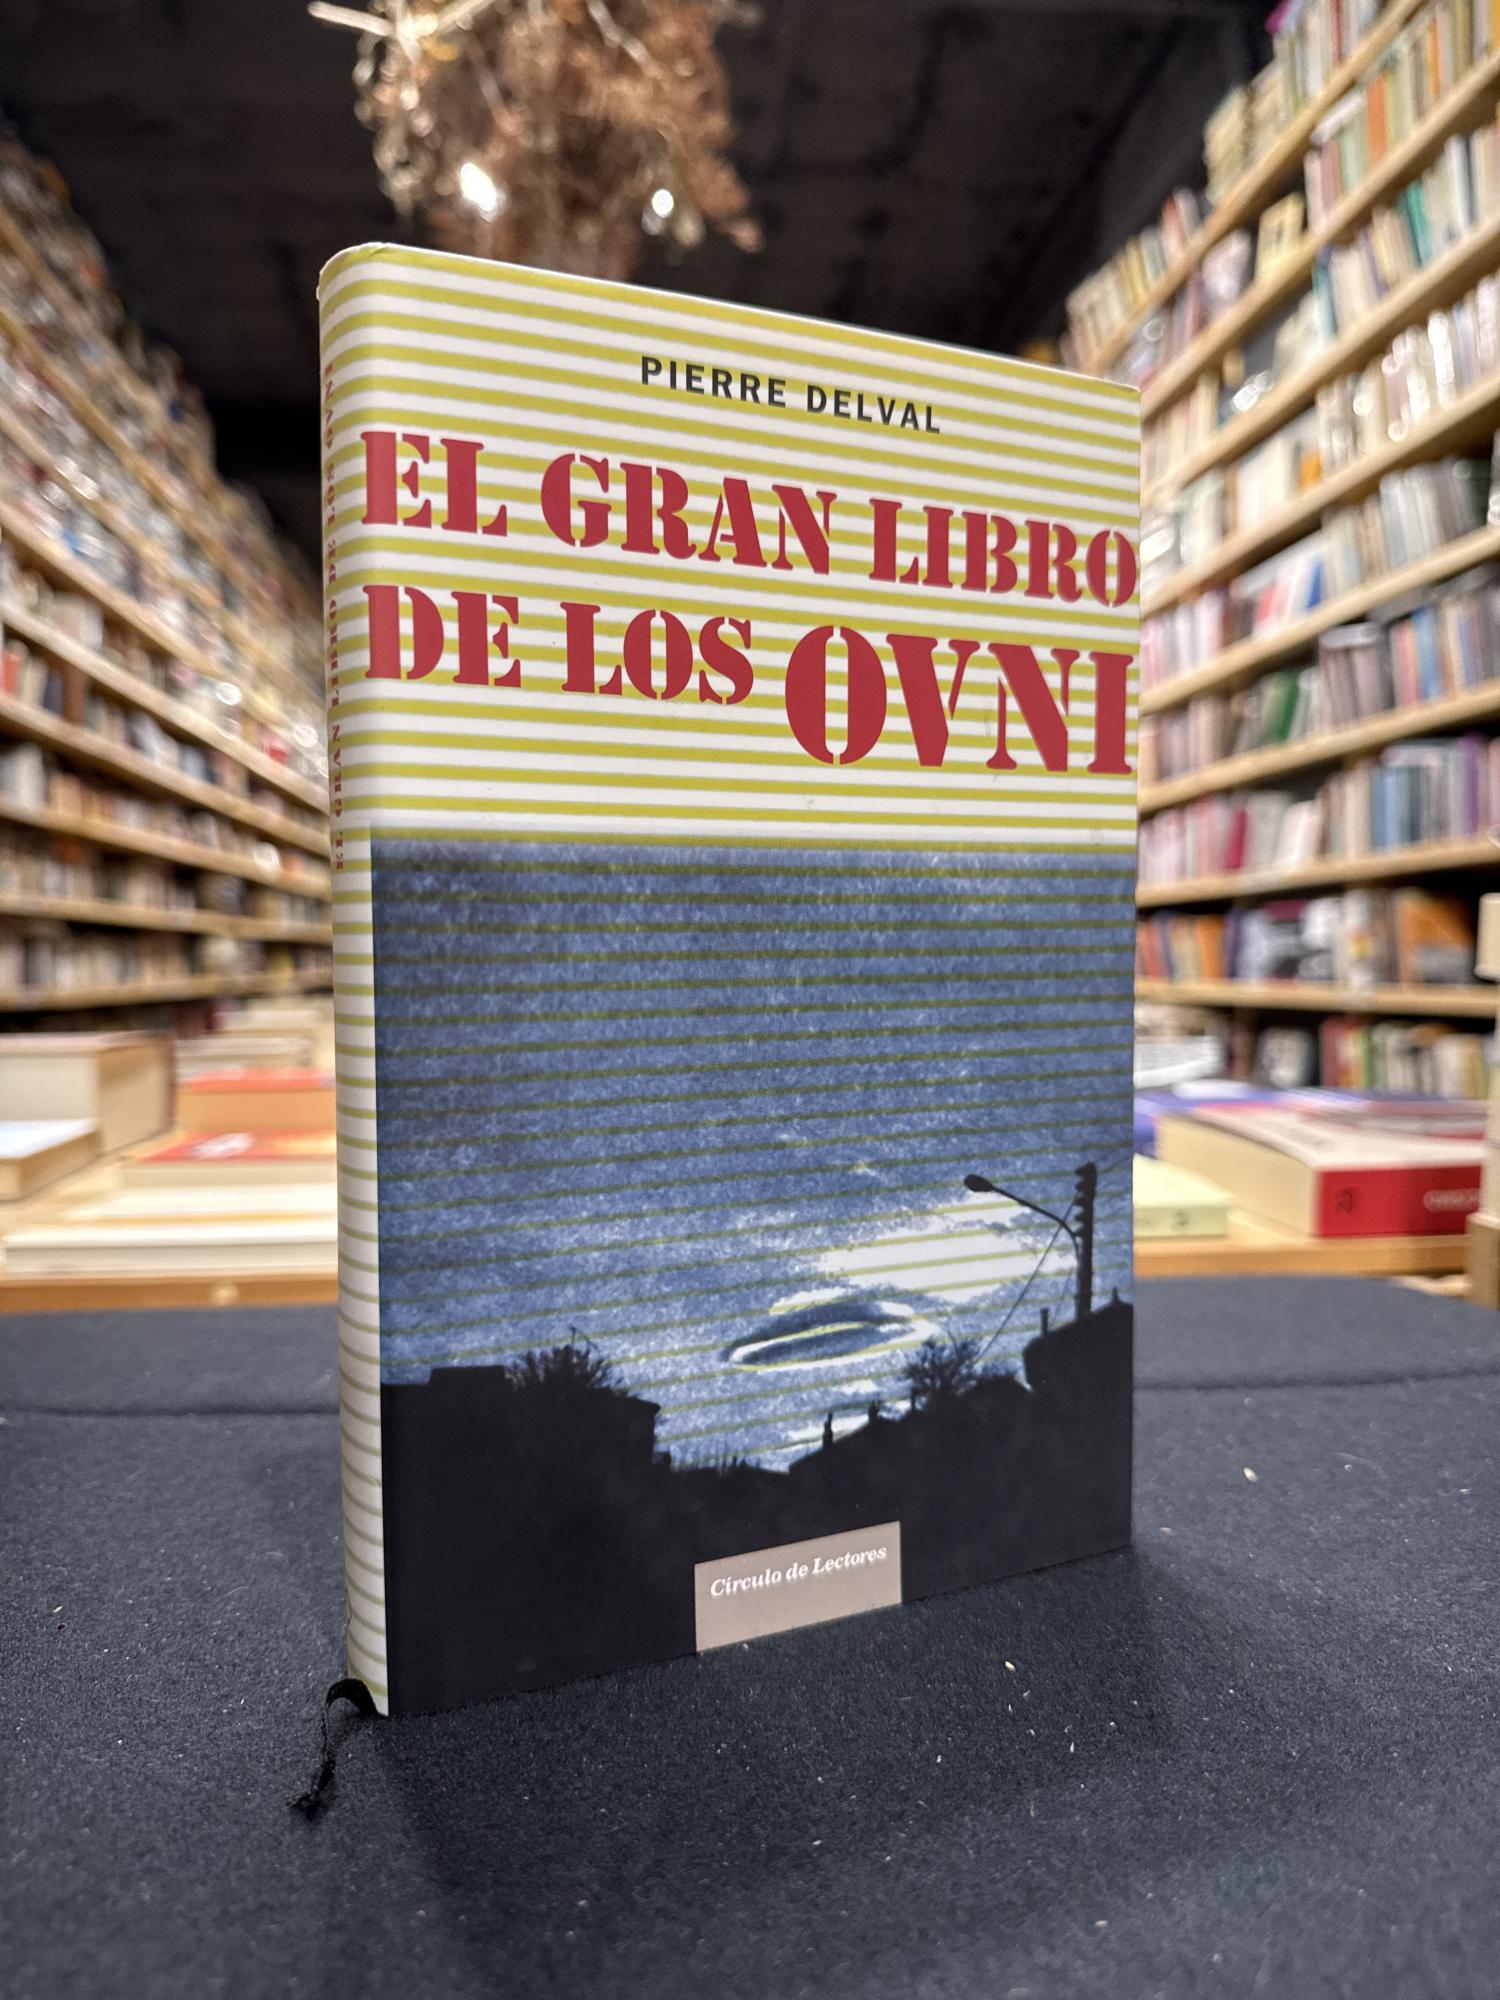 PIERRE DELVAL
EL GRAN LIBRO
DE LOS OVNI
Círculo de Lectores
EL GRAN LIBRO DE LOS OVNI